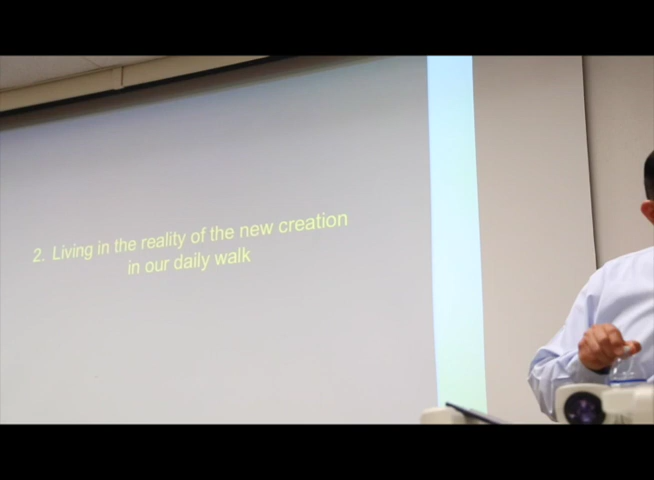 2. Living in the reality of the new creation
in our daily walk